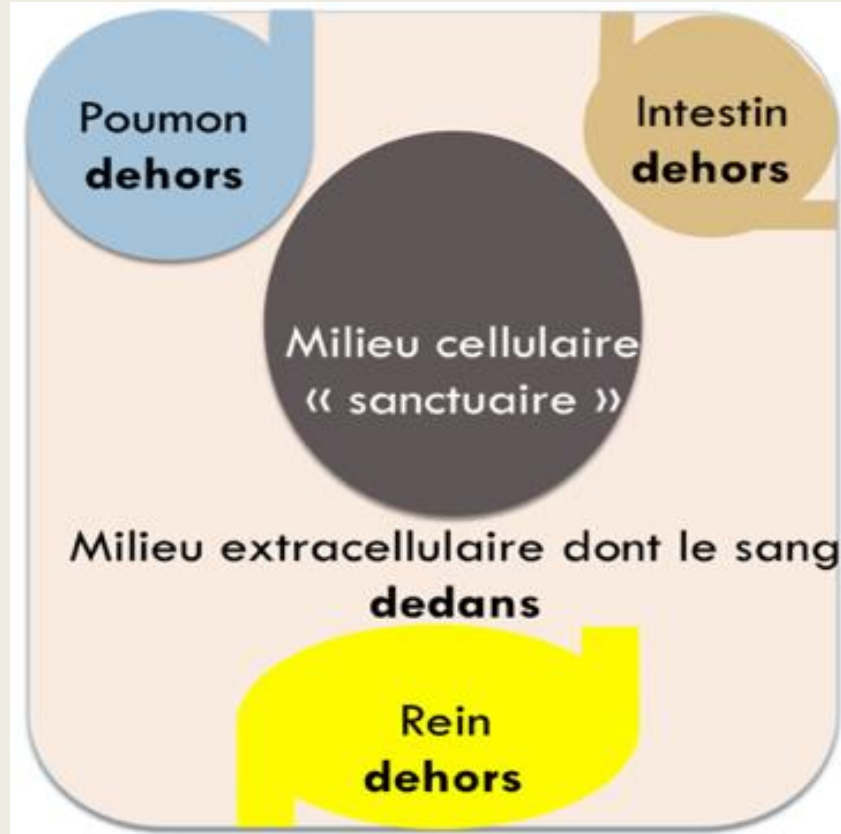 Poumon
dehors
Intestin
dehors
Milieu cellulaire
« sanctuaire »
Milieu extracellulaire dont le sang
dedans
Rein
dehors